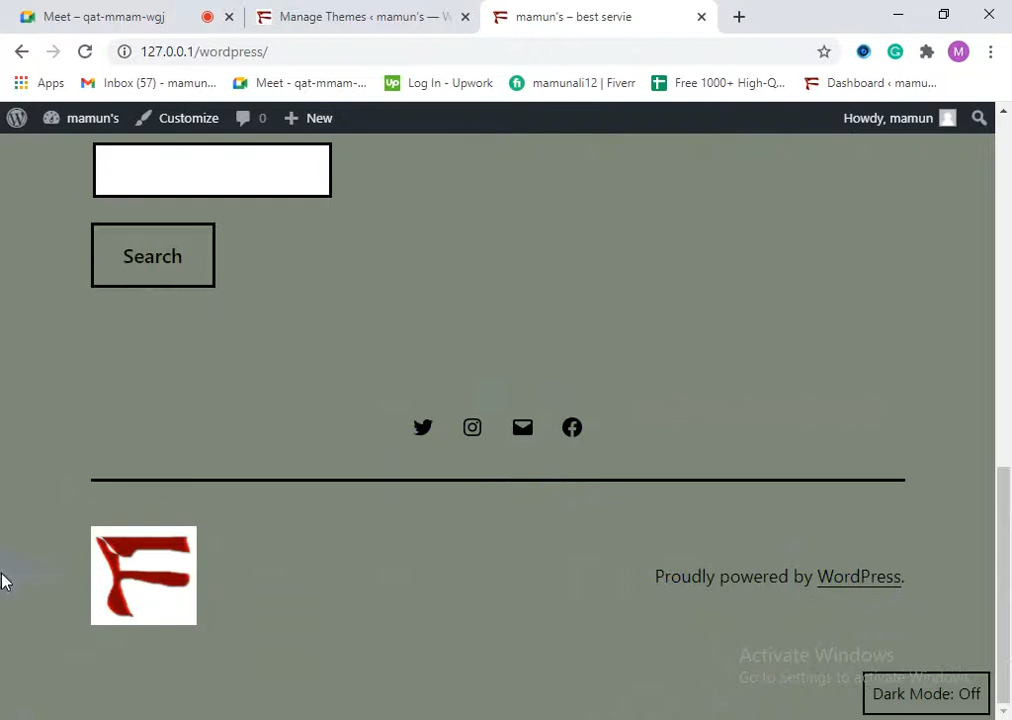 Meet – qat-mmam-wgj
Manage Themes ‹ mamun's — W
mamun's – best servie
127.0.0.1/wordpress/
Apps
Inbox (57) - mamun...
Meet - qat-mmam-...
up
Log In - Upwork
fi
mamunali12 | Fiverr
Free 1000+ High-Q...
Dashboard ‹ mamu...
M
mamun's
Customize
0
New
Howdy, mamun
Search
F
Proudly powered by WordPress.
Activate Windows
Go to Settings to activate Windows.
Dark Mode: Off